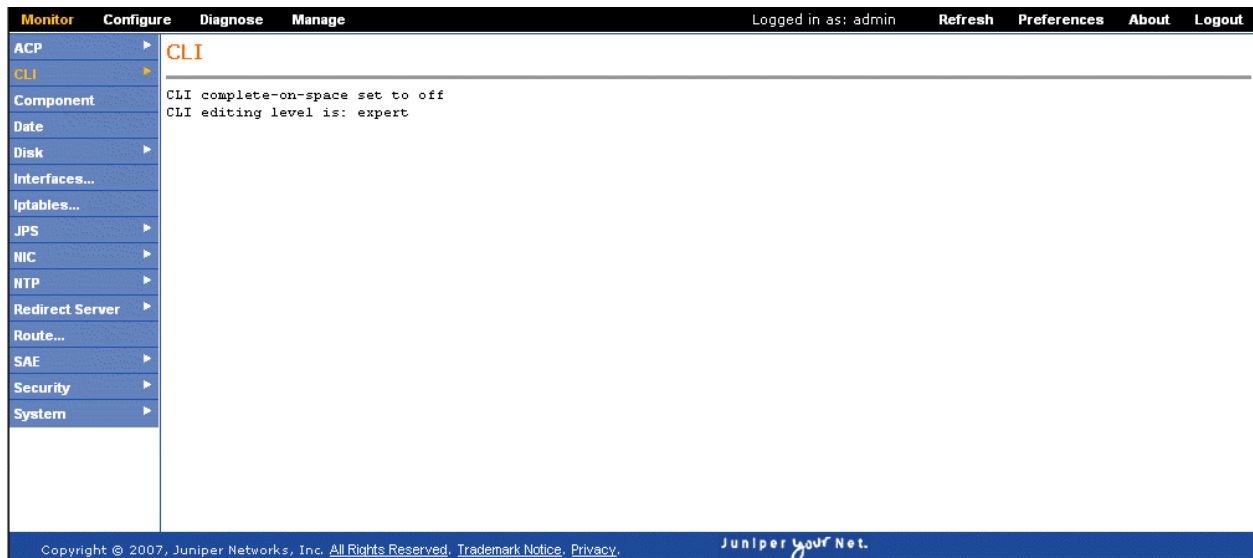 Monitor Configure Diagnose Manage Logged in as: admin Refresh Preferences About Logout
ACP
CLI
Component
Date
Disk
Interfaces...
Iptables...
JPS
NIC
NTP
Redirect Server
Route...
SAE
Security
System
CLI
CLI complete-on-space set to off
CLI editing level is: expert
Copyright © 2007, Juniper Networks, Inc. All Rights Reserved. Trademark Notice. Privacy.
Juniper your Net.